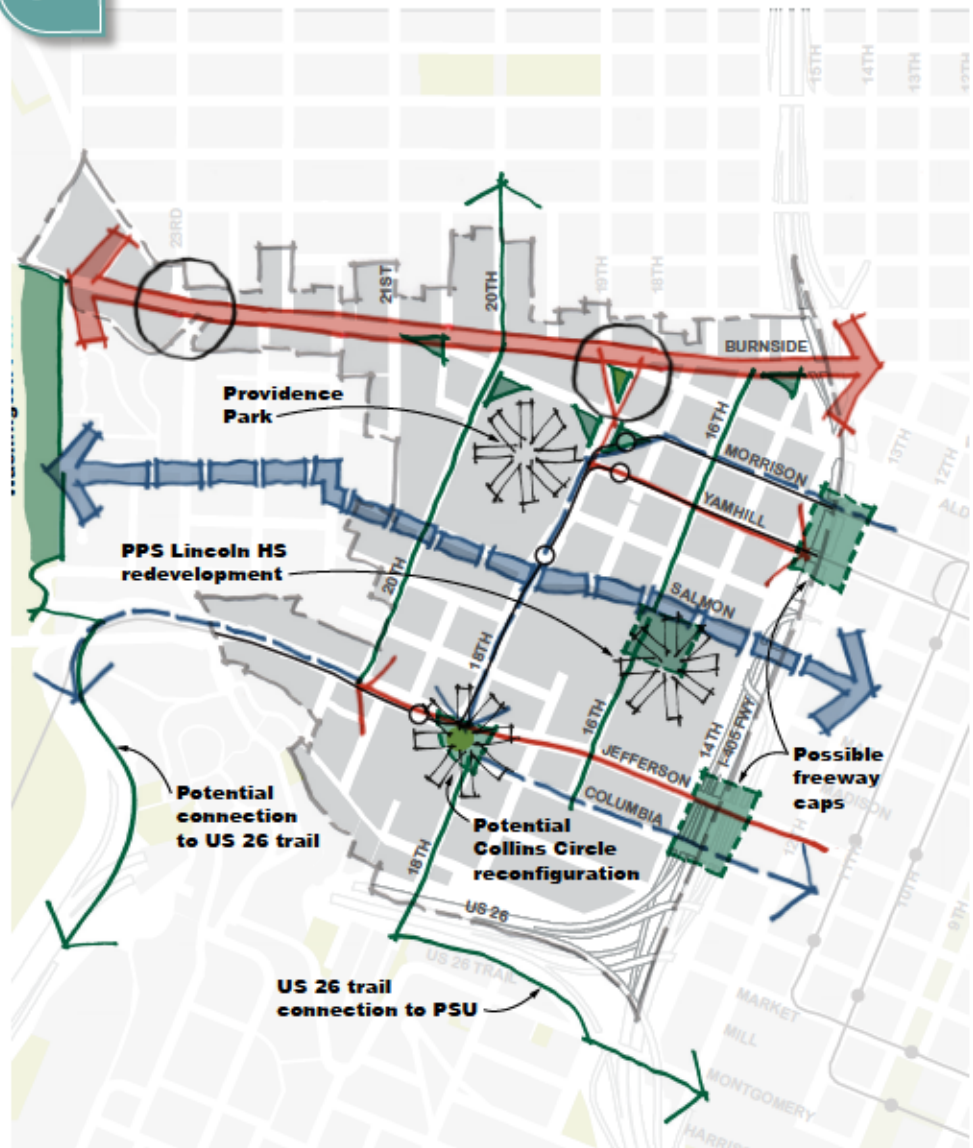 15TH
14TH
13TH
12TH
23RD
21ST
20TH
19TH
18TH
BURNSIDE
Providence
Park
16TH
MORRISON
13TH
12TH
YAMHILL
PPS Lincoln HS
redevelopment
20TH
SALMON
18TH
16TH
14TH
I-405 FWY
JEFFERSON
Possible
freeway
caps
COLUMBIA
MADISON
Potential
connection
to US 26 trail
Potential
Collins Circle
reconfiguration
12TH
11TH
10TH
9TH
18TH
US 26
US 26 TRAIL
US 26 trail
connection to PSU
MARKET
MILL
MONTGOMERY